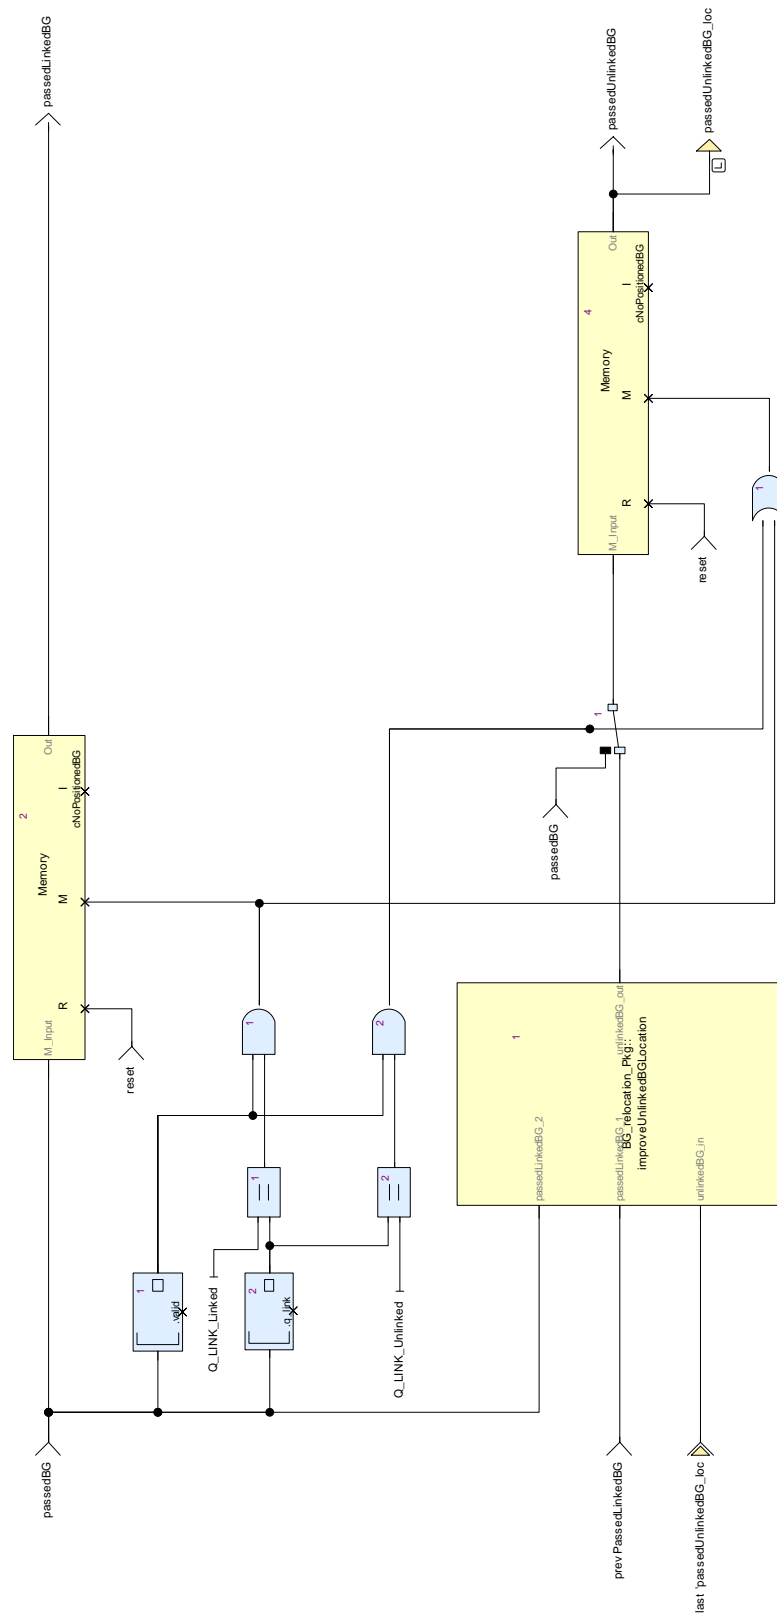 passedLinkedBG
passedUnlinkedBG
passedUnlinkedBG_loc
L
Out
I
cNoPositionedBG
4
Memory
M
R
M_Input
reset
1
1
passedBG
Out
I
cNoPositionedBG
2
Memory
M
R
M_Input
reset
1
2
1
2
Q_LINK_Linked
Q_LINK_Unlinked
1
.valid
2
.q_link
1
unlinkedBG_out
BG_relocation_Pkg::
improveUnlinkedBGLocation
passedLinkedBG_2
passedLinkedBG_1
unlinkedBG_in
passedBG
prev PassedLinkedBG
last 'passedUnlinkedBG_loc